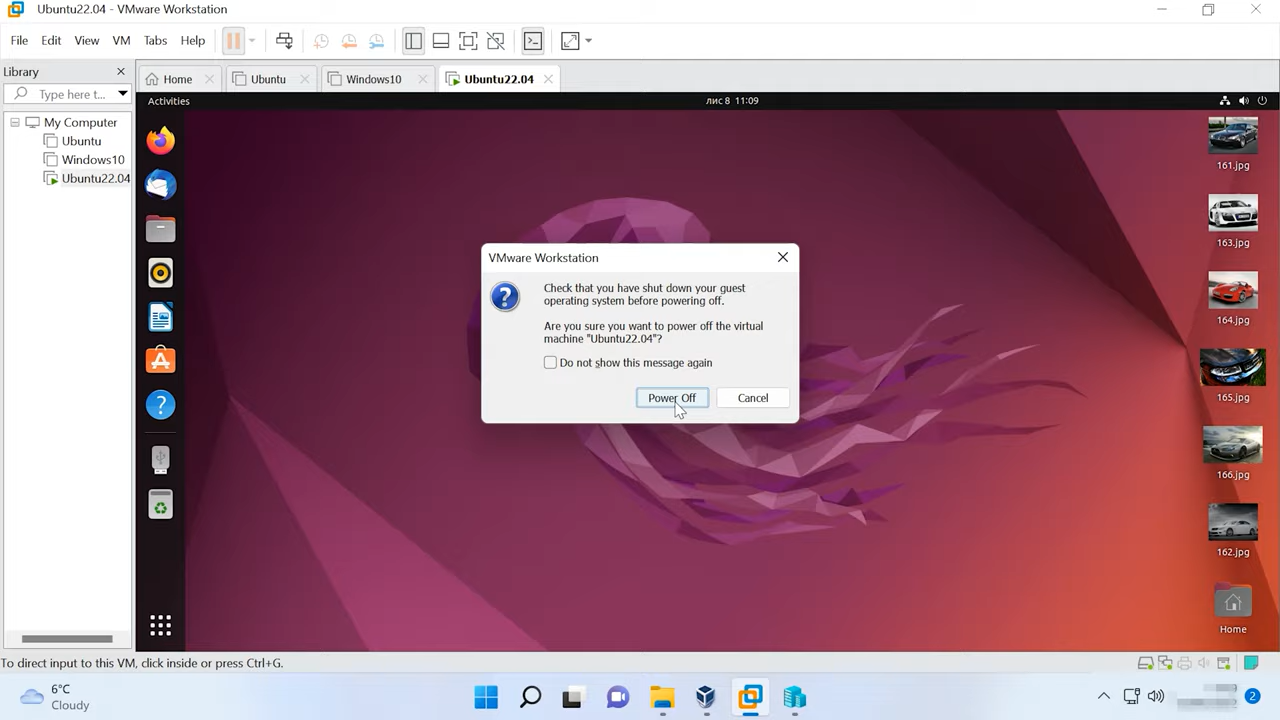 Ubuntu22.04 - VMware Workstation
File Edit View VM Tabs Help
Library
Home Ubuntu Windows10 Ubuntu22.04
Type here t...
Activities
лис 8 11:09
My Computer
Ubuntu
Windows10
Ubuntu22.04
161.jpg
163.jpg
164.jpg
165.jpg
166.jpg
162.jpg
Home
VMware Workstation
Check that you have shut down your guest
operating system before powering off.
Are you sure you want to power off the virtual
machine "Ubuntu22.04"?
Do not show this message again
Power Off Cancel
To direct input to this VM, click inside or press Ctrl+G.
6°C
Cloudy
2